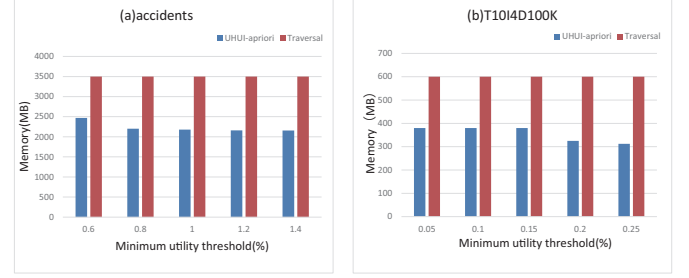 (a)accidents
UHUI-apriori Traversal
4000
3500
3000
2500
2000
1500
1000
500
0
Memory(MB)
0.6 0.8 1 1.2 1.4
Minimum utility threshold(%)
(b)T10I4D100K
UHUI-apriori Traversal
700
600
500
400
300
200
100
0
Memory (MB)
0.05 0.1 0.15 0.2 0.25
Minimum utility threshold(%)